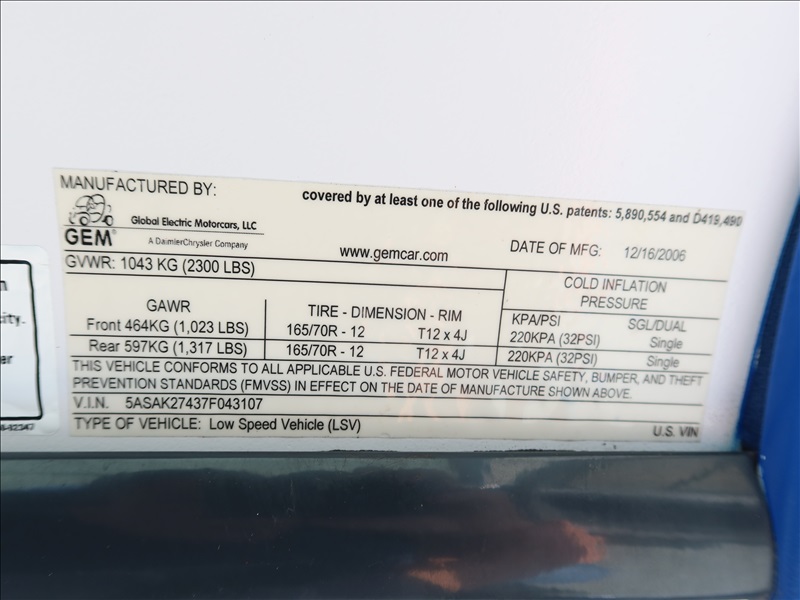 MANUFACTURED BY:
covered by at least one of the following U.S. patents: 5,890,554 and D419,490
Global Electric Motorcars, LLC
GEM®
A DaimlerChrysler Company
www.gemcar.com
DATE OF MFG: 12/16/2006
GVWR: 1043 KG (2300 LBS)
COLD INFLATION
PRESSURE
GAWR
TIRE - DIMENSION - RIM
KPA/PSI SGL/DUAL
Front 464KG (1,023 LBS) 165/70R - 12 T12 x 4J 220KPA (32PSI) Single
Rear 597KG (1,317 LBS) 165/70R - 12 T12 x 4J 220KPA (32PSI) Single
THIS VEHICLE CONFORMS TO ALL APPLICABLE U.S. FEDERAL MOTOR VEHICLE SAFETY, BUMPER, AND THEFT
PREVENTION STANDARDS (FMVSS) IN EFFECT ON THE DATE OF MANUFACTURE SHOWN ABOVE.
V.I.N. 5ASAK27437F043107
TYPE OF VEHICLE: Low Speed Vehicle (LSV)
U.S. VIN